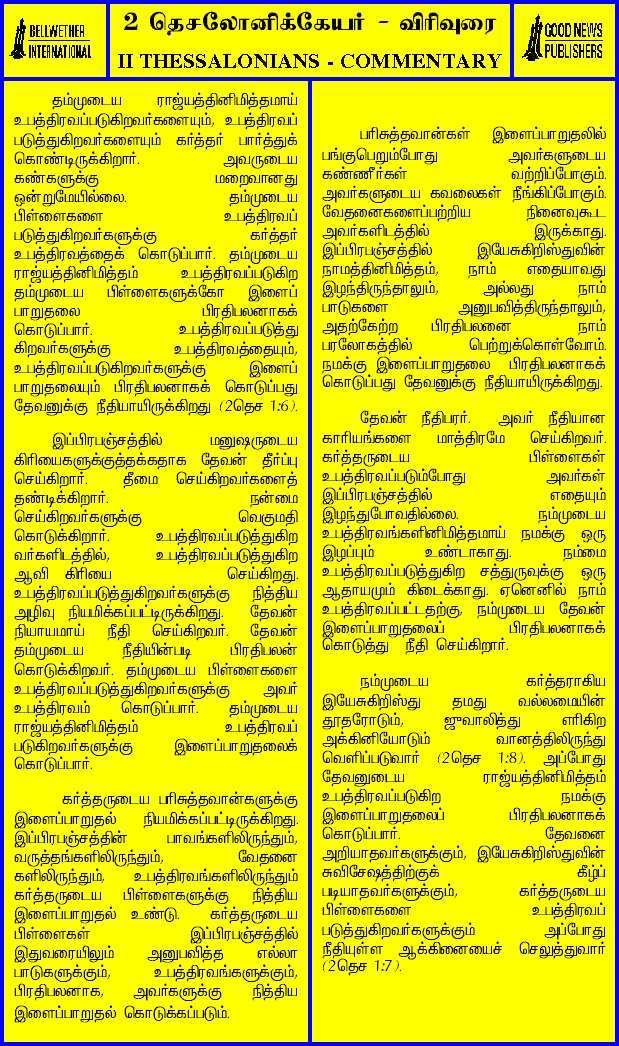 BELLWETHER
INTERNATIONAL
2 தெசலோனிக்கேயர் - விரிவுரை
II THESSALONIANS - COMMENTARY
GOOD NEWS
PUBLISHERS
தம்முடைய ராஜ்யத்தினிமித்தமாய்
உபத்திரவப்படுகிறவர்களையும், உபத்திரவப்
படுத்துகிறவர்களையும் கர்த்தர் பார்த்துக்
கொண்டிருக்கிறார். அவருடைய
கண்களுக்கு மறைவானது
ஒன்றுமேயில்லை. தம்முடைய
பிள்ளைகளை உபத்திரவப்
படுத்துகிறவர்களுக்கு கர்த்தர்
உபத்திரவத்தைக் கொடுப்பார். தம்முடைய
ராஜ்யத்தினிமித்தம் உபத்திரவப்படுகிற
தம்முடைய பிள்ளைகளுக்கோ இளைப்
பாறுதலை பிரதிபலனாகக்
கொடுப்பார். உபத்திரவப்படுத்து
கிறவர்களுக்கு உபத்திரவத்தையும்,
உபத்திரவப்படுகிறவர்களுக்கு இளைப்
பாறுதலையும் பிரதிபலனாகக் கொடுப்பது
தேவனுக்கு நீதியாயிருக்கிறது (2தெச 1:6).
இப்பிரபஞ்சத்தில் மனுஷருடைய
கிரியைகளுக்குத்தக்கதாக தேவன் தீர்ப்பு
செய்கிறார். தீமை செய்கிறவர்களைத்
தண்டிக்கிறார். நன்மை
செய்கிறவர்களுக்கு வெகுமதி
கொடுக்கிறார். உபத்திரவப்படுத்துகிற
வர்களிடத்தில், உபத்திரவப்படுத்துகிற
ஆவி கிரியை செய்கிறது.
உபத்திரவப்படுத்துகிறவர்களுக்கு நித்திய
அழிவு நியமிக்கப்பட்டிருக்கிறது. தேவன்
நியாயமாய் நீதி செய்கிறவர். தேவன்
தம்முடைய நீதியின்படி பிரதிபலன்
கொடுக்கிறவர். தம்முடைய பிள்ளைகளை
உபத்திரவப்படுத்துகிறவர்களுக்கு அவர்
உபத்திரவம் கொடுப்பார். தம்முடைய
ராஜ்யத்தினிமித்தம் உபத்திரவப்
படுகிறவர்களுக்கு இளைப்பாறுதலைக்
கொடுப்பார்.
கர்த்தருடைய பரிசுத்தவான்களுக்கு
இளைப்பாறுதல் நியமிக்கப்பட்டிருக்கிறது.
இப்பிரபஞ்சத்தின் பாவங்களிலிருந்தும்,
வருத்தங்களிலிருந்தும், வேதனை
களிலிருந்தும், உபத்திரவங்களிலிருந்தும்
கர்த்தருடைய பிள்ளைகளுக்கு நித்திய
இளைப்பாறுதல் உண்டு. கர்த்தருடைய
பிள்ளைகள் இப்பிரபஞ்சத்தில்
இதுவரையிலும் அனுபவித்த எல்லா
பாடுகளுக்கும், உபத்திரவங்களுக்கும்,
பிரதிபலனாக, அவர்களுக்கு நித்திய
இளைப்பாறுதல் கொடுக்கப்படும்.
பரிசுத்தவான்கள் இளைப்பாறுதலில்
பங்குபெறும்போது அவர்களுடைய
கண்ணீர்கள் வற்றிப்போகும்.
அவர்களுடைய கவலைகள் நீங்கிப்போகும்.
வேதனைகளைப்பற்றிய நினைவுகூட
அவர்களிடத்தில் இருக்காது.
இப்பிரபஞ்சத்தில் இயேசுகிறிஸ்துவின்
நாமத்தினிமித்தம், நாம் எதையாவது
இழந்திருந்தாலும், அல்லது நாம்
பாடுகளை அனுபவித்திருந்தாலும்,
அதற்கேற்ற பிரதிபலனை நாம்
பரலோகத்தில் பெற்றுக்கொள்வோம்.
நமக்கு இளைப்பாறுதலை பிரதிபலனாகக்
கொடுப்பது தேவனுக்கு நீதியாயிருக்கிறது.
தேவன் நீதிபரர். அவர் நீதியான
காரியங்களை மாத்திரமே செய்கிறவர்.
கர்த்தருடைய பிள்ளைகள்
உபத்திரவப்படும்போது அவர்கள்
இப்பிரபஞ்சத்தில் எதையும்
இழந்துபோவதில்லை. நம்முடைய
உபத்திரவங்களினிமித்தமாய் நமக்கு ஒரு
இழப்பும் உண்டாகாது. நம்மை
உபத்திரவப்படுத்துகிற சத்துருவுக்கு ஒரு
ஆதாயமும் கிடைக்காது. ஏனெனில் நாம்
உபத்திரவப்பட்டதற்கு, நம்முடைய தேவன்
இளைப்பாறுதலைப் பிரதிபலனாகக்
கொடுத்து நீதி செய்கிறார்.
நம்முடைய கர்த்தராகிய
இயேசுகிறிஸ்து தமது வல்லமையின்
தூதரோடும், ஜுவாலித்து எரிகிற
அக்கினியோடும் வானத்திலிருந்து
வெளிப்படுவார் (2தெச 1:8). அப்போது
தேவனுடைய ராஜ்யத்தினிமித்தம்
உபத்திரவப்படுகிற நமக்கு
இளைப்பாறுதலைப் பிரதிபலனாகக்
கொடுப்பார். தேவனை
அறியாதவர்களுக்கும், இயேசுகிறிஸ்துவின்
சுவிசேஷத்திற்குக் கீழ்ப்
படியாதவர்களுக்கும், கர்த்தருடைய
பிள்ளைகளை உபத்திரவப்
படுத்துகிறவர்களுக்கும் அப்போது
நீதியுள்ள ஆக்கினையைச் செலுத்துவார்
(2தெச 1:7).